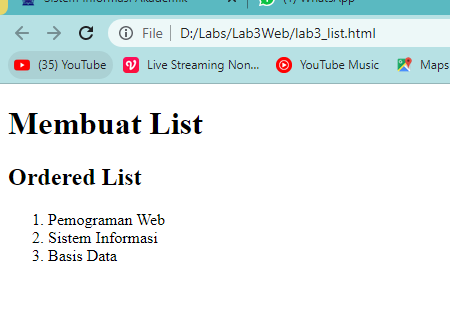 Sistem Informasi Akademik
(1) WhatsApp
File
D:/Labs/Lab3Web/lab3_list.html
(35) YouTube
Live Streaming Non...
YouTube Music
Maps
Membuat List
Ordered List
1. Pemograman Web
2. Sistem Informasi
3. Basis Data